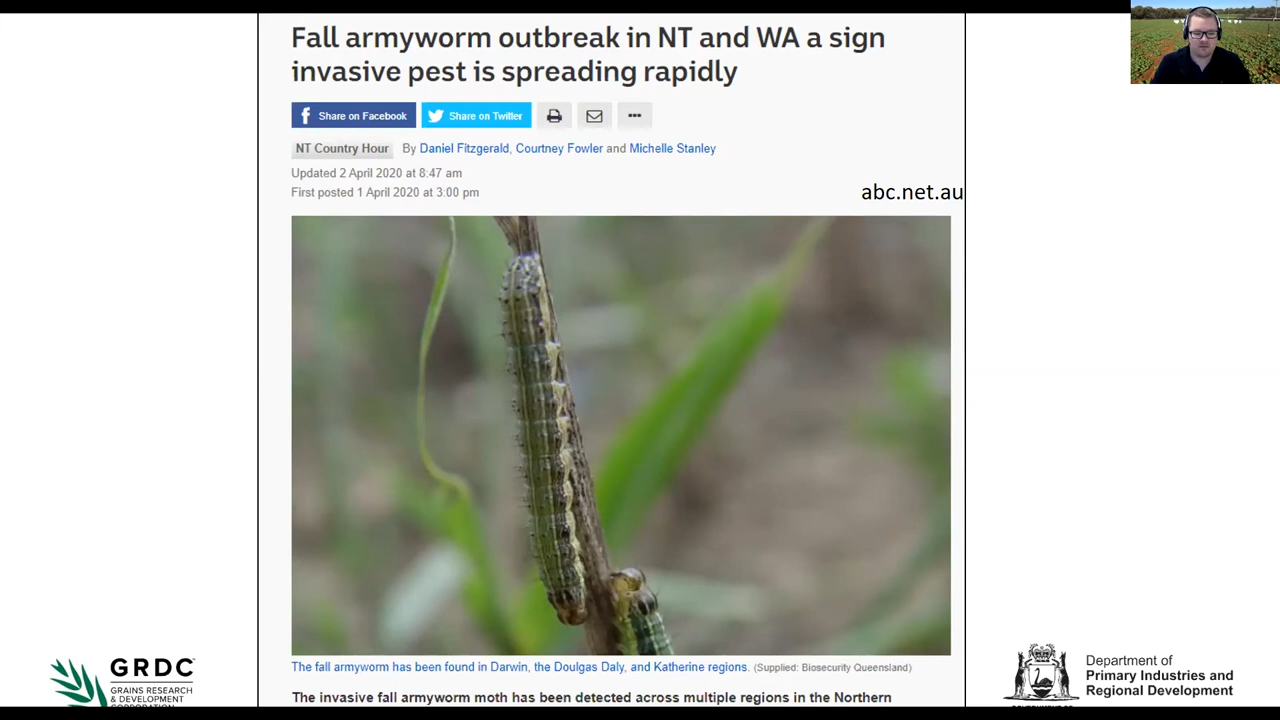 Fall armyworm outbreak in NT and WA a sign
invasive pest is spreading rapidly
Share on Facebook
Share on Twitter
NT Country Hour
By Daniel Fitzgerald, Courtney Fowler and Michelle Stanley
Updated 2 April 2020 at 8:47 am
First posted 1 April 2020 at 3:00 pm
abc.net.au
The fall armyworm has been found in Darwin, the Doulgas Daly, and Katherine regions. (Supplied: Biosecurity Queensland)
The invasive fall armyworm moth has been detected across multiple regions in the Northern
GRDC
GRAINS RESEARCH
& DEVELOPMENT
CORPORATION
Department of
Primary Industries and
Regional Development